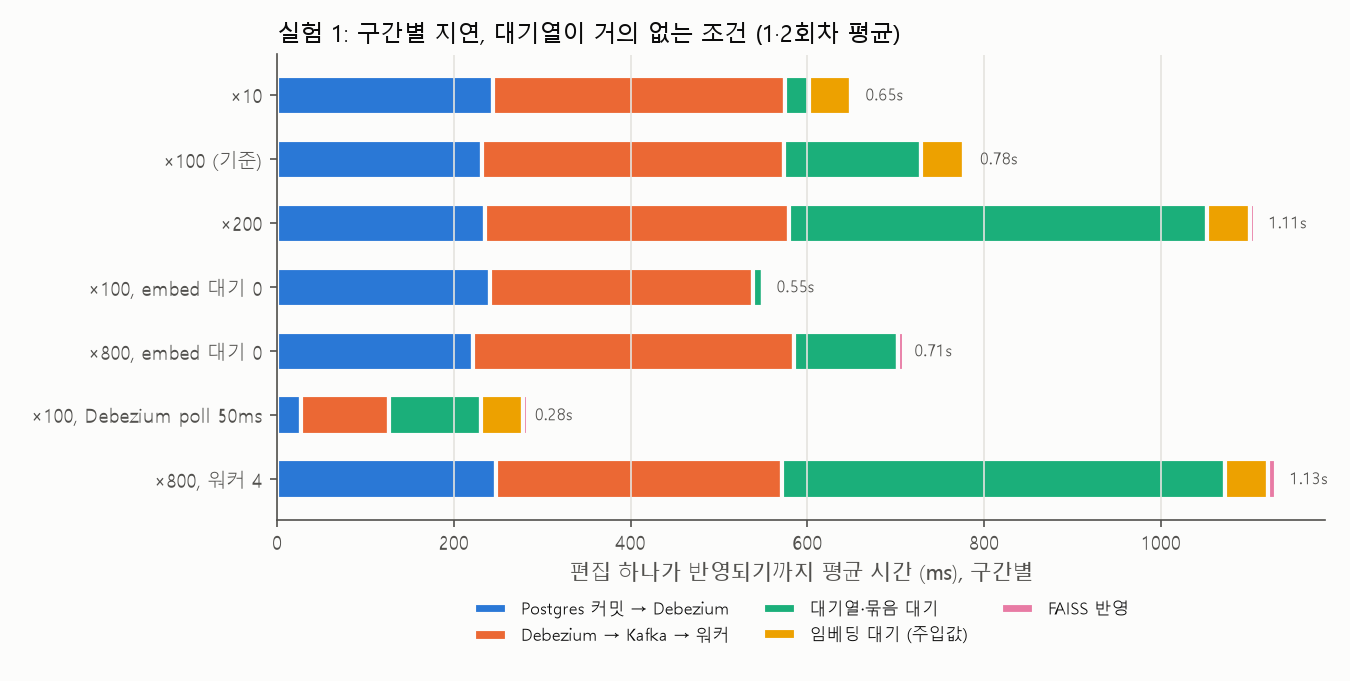 실험 1: 구간별 지연, 대기열이 거의 없는 조건 (1·2회차 평균)
×10
0.65s
×100 (기준)
0.78s
×200
1.11s
×100, embed 대기 0
0.55s
×800, embed 대기 0
0.71s
×100, Debezium poll 50ms
0.28s
×800, 워커 4
1.13s
0 200 400 600 800 1000
편집 하나가 반영되기까지 평균 시간 (ms), 구간별
Postgres 커밋 → Debezium
Debezium → Kafka → 워커
대기열·묶음 대기
임베딩 대기 (주입값)
FAISS 반영